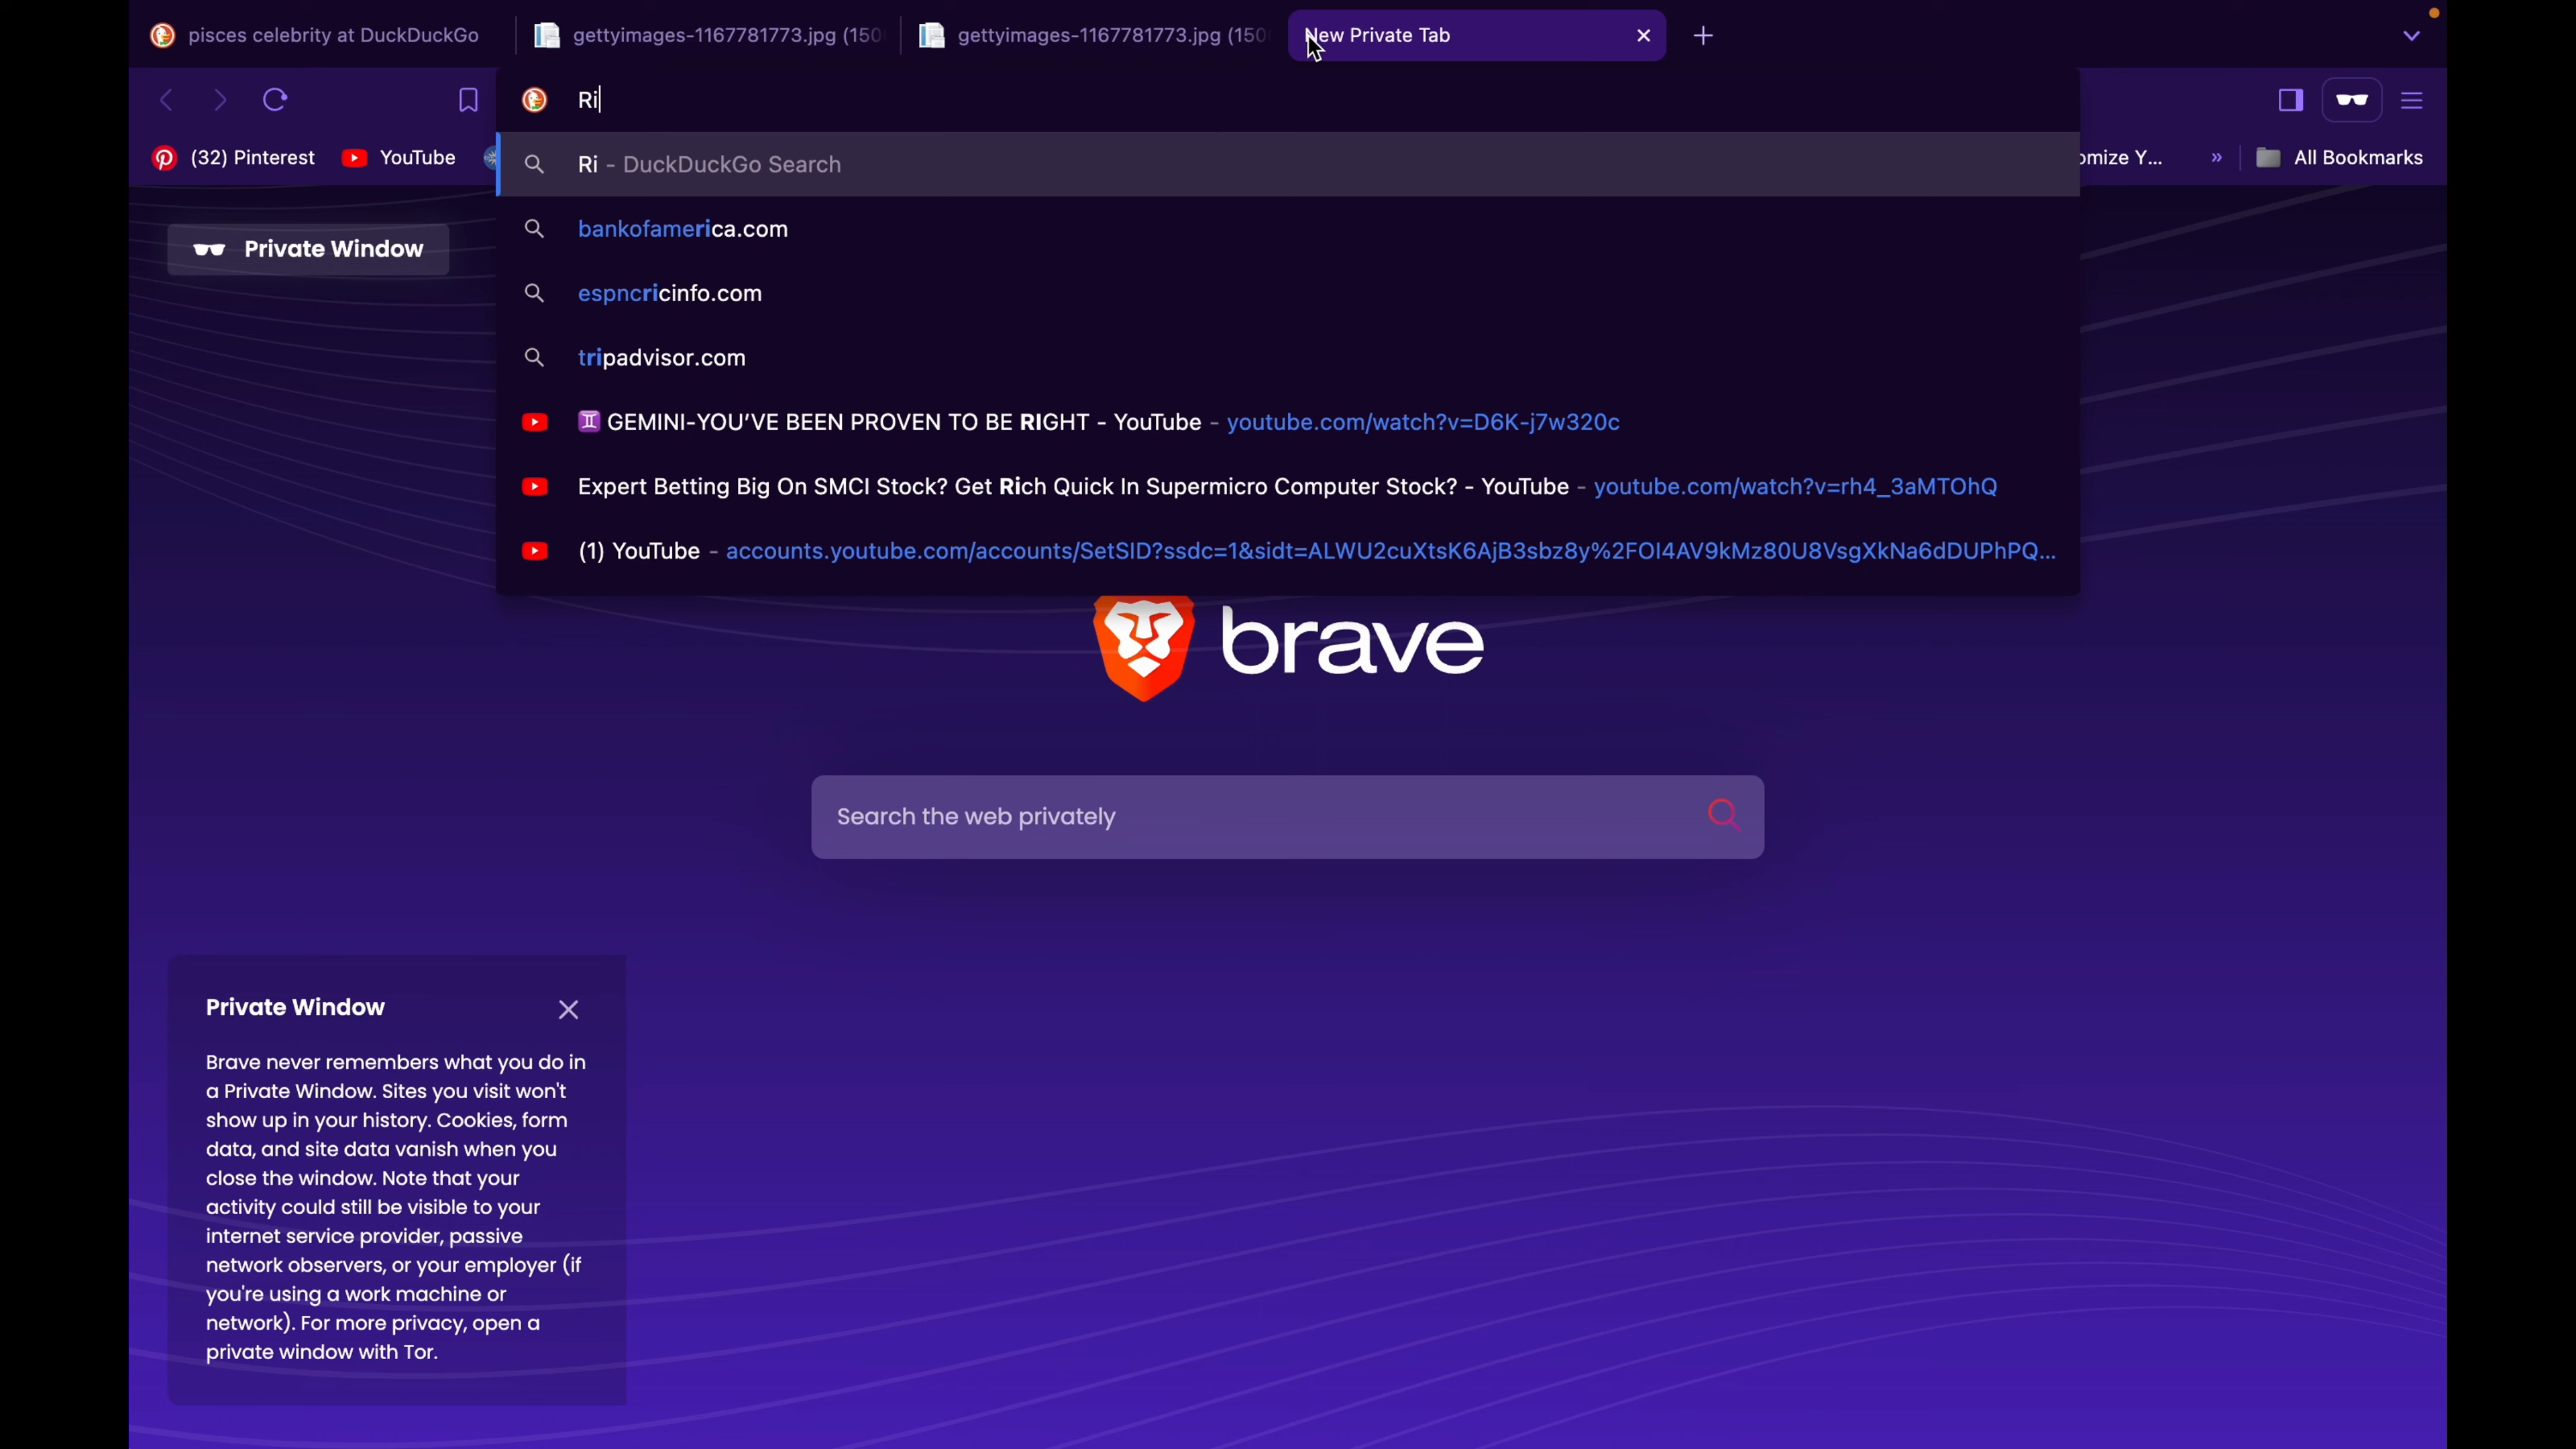 pisces celebrity at DuckDuckGo
gettyimages-1167781773.jpg (150
gettyimages-1167781773.jpg (150
New Private Tab
Ri
(32) Pinterest
YouTube
omize Y...
»
All Bookmarks
Ri - DuckDuckGo Search
bankofamerica.com
espncricinfo.com
tripadvisor.com
♊ GEMINI-YOU'VE BEEN PROVEN TO BE RIGHT - YouTube - youtube.com/watch?v=D6K-j7w320c
Expert Betting Big On SMCI Stock? Get Rich Quick In Supermicro Computer Stock? - YouTube - youtube.com/watch?v=rh4_3aMTOhQ
(1) YouTube - accounts.youtube.com/accounts/SetSID?ssdc=1&sidt=ALWU2cuXtsK6AjB3sbz8y%2FOI4AV9kMz80U8VsgXkNa6dDUPhPQ...
Private Window
brave
Search the web privately
Private Window
Brave never remembers what you do in
a Private Window. Sites you visit won't
show up in your history. Cookies, form
data, and site data vanish when you
close the window. Note that your
activity could still be visible to your
internet service provider, passive
network observers, or your employer (if
you're using a work machine or
network). For more privacy, open a
private window with Tor.